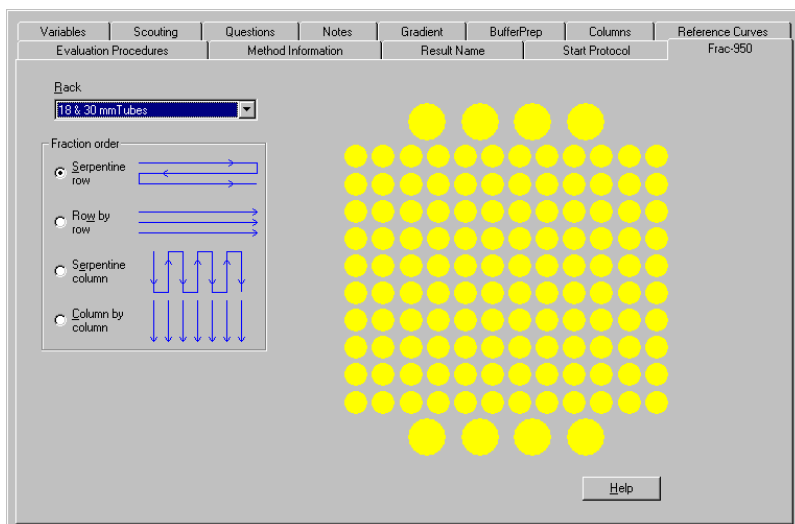 Variables Scouting Questions Notes Gradient BufferPrep Columns Reference Curves
Evaluation Procedures Method Information Result Name Start Protocol Frac-950
Rack
18 & 30 mmTubes
Fraction order
Serpentine
row
Row by
row
Serpentine
column
Column by
column
Help